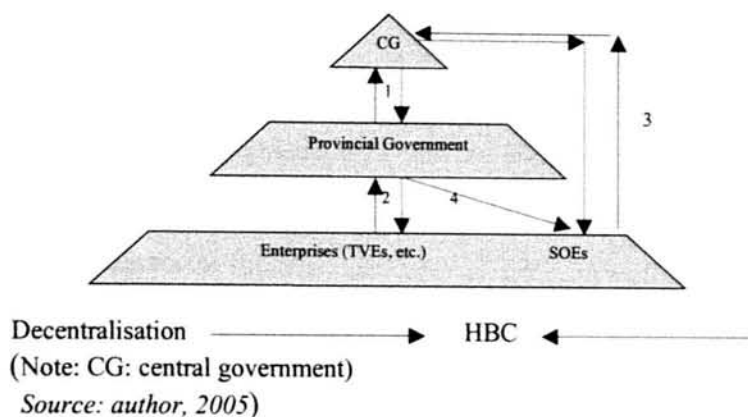 CG
1
3
Provincial Government
2
4
Enterprises (TVEs, etc.) SOEs
Decentralisation HBC
(Note: CG: central government)
Source: author, 2005)